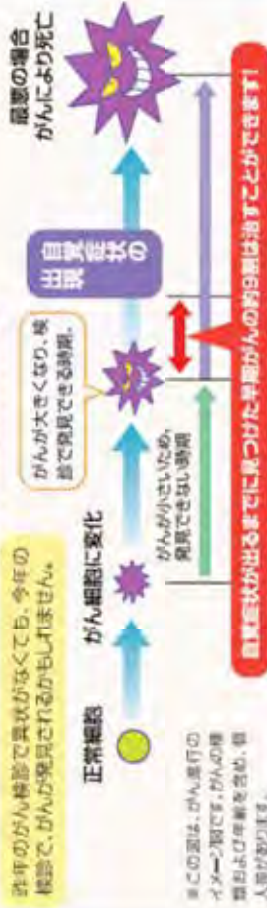 昨年のがん検診で異状がなくても、今年の
検診で、がんが発見されるかもしれません。
正常細胞
がん細胞に変化
がんが大きくなり、検
診で発見できる時期。
自覚症状の
出現
最悪の場合
がんにより死亡
がんが小さいため、
発見できない時期
自覚症状が出るまでに見つけた早期がんの約9割は治すことができます!
※この図は、がん進行の
イメージ図です。がんの種
類および年齢を含め、個
人差があります。